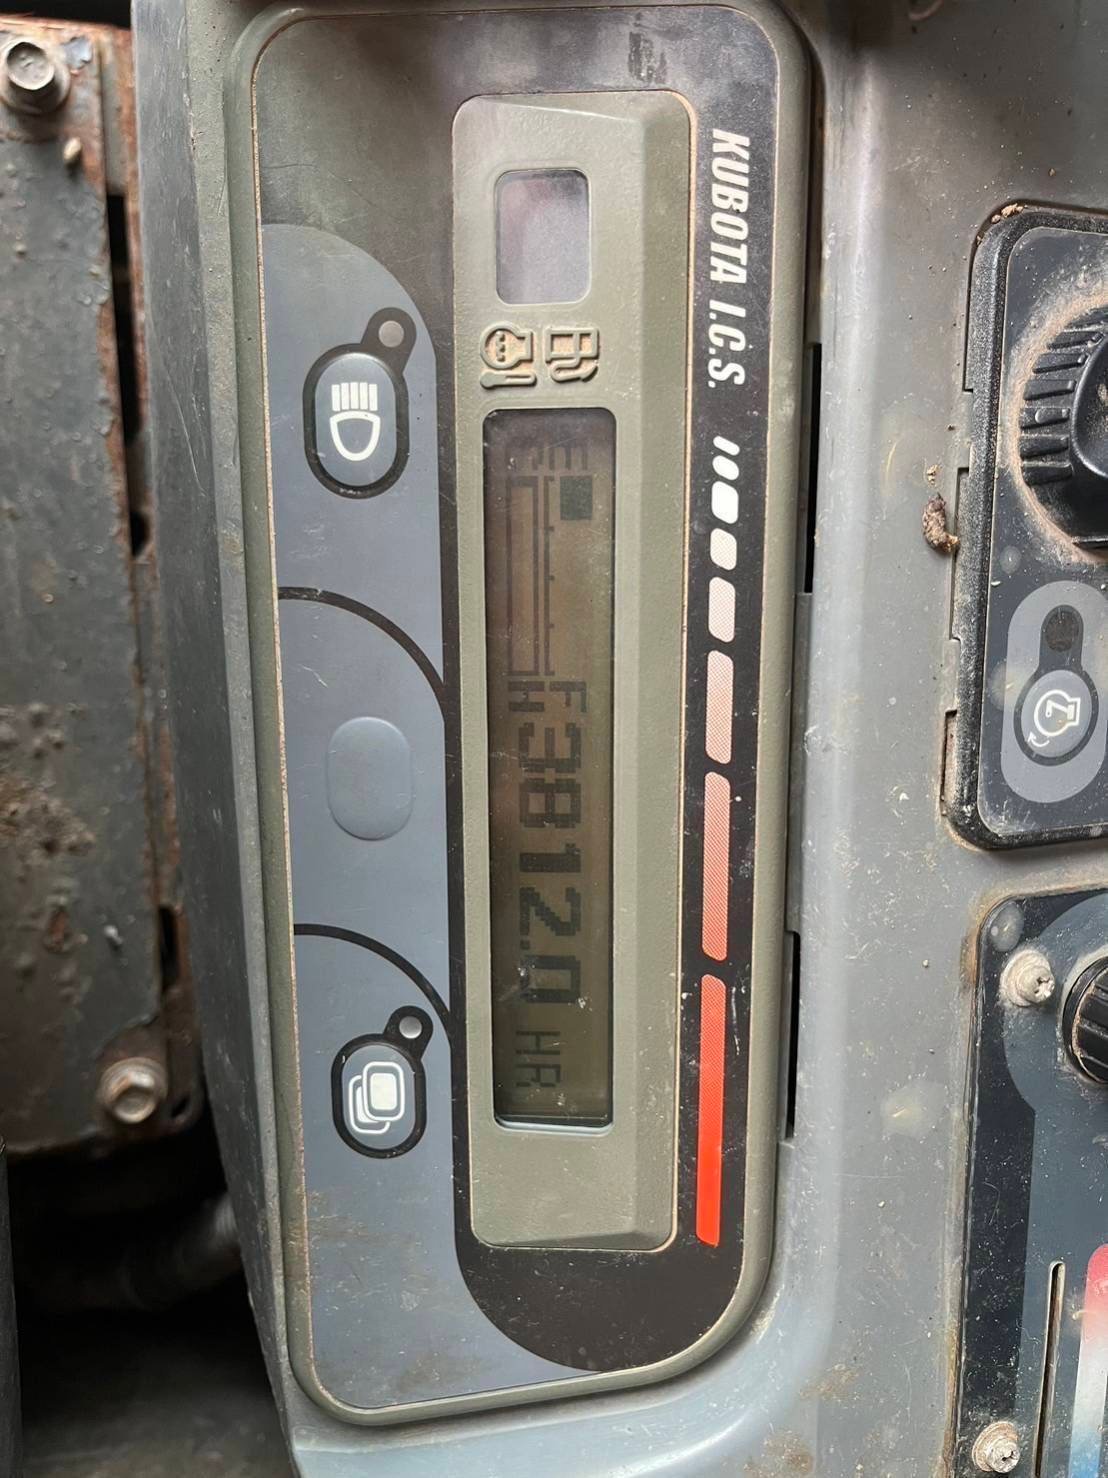 KUBOTA I.C.S.
E F
C H
3812.0 HR